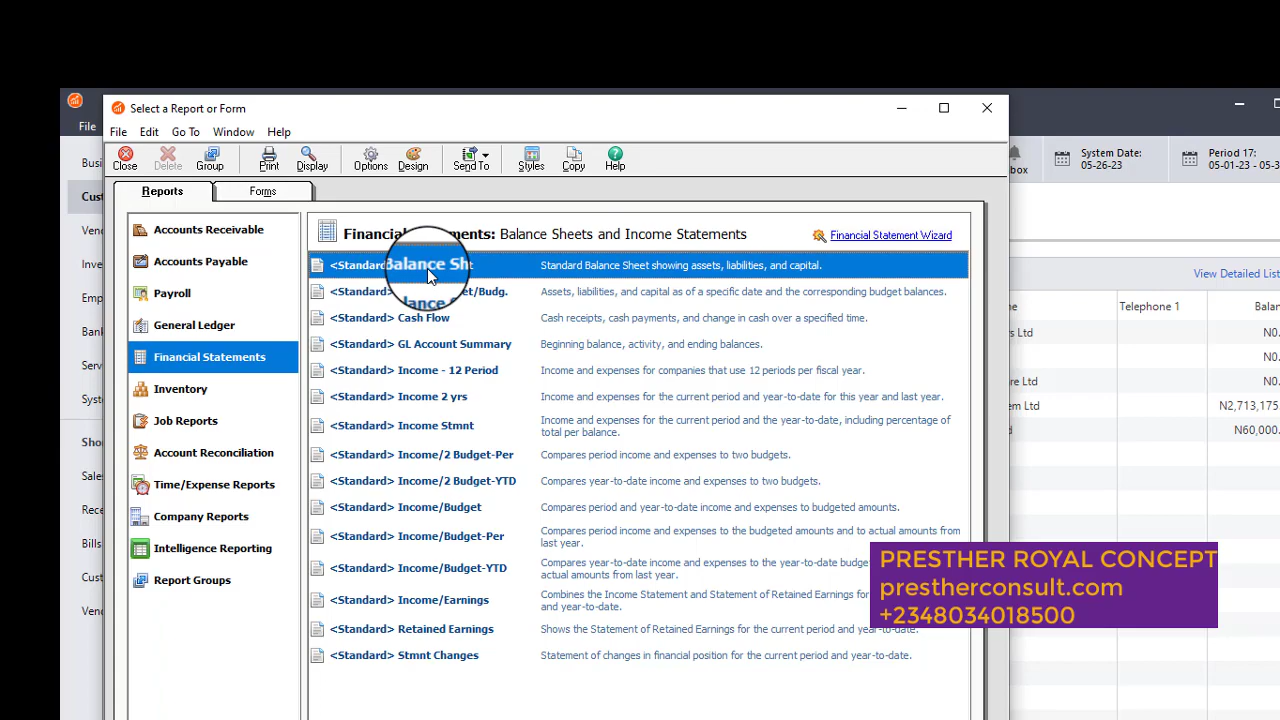 Select a Report or Form
File Edit Go To Window Help
Close Delete Group Print Display Options Design Send To Styles Copy Help
Reports Forms
Accounts Receivable
Accounts Payable
Payroll
General Ledger
Financial Statements
Inventory
Job Reports
Account Reconciliation
Time/Expense Reports
Company Reports
Intelligence Reporting
Report Groups
Balance Sheets and Income Statements
Financial Statement Wizard
Standard Balance Sheet showing assets, liabilities, and capital.
Assets, liabilities, and capital as of a specific date and the corresponding budget balances.
<Standard> Cash Flow Cash receipts, cash payments, and change in cash over a specified time.
<Standard> GL Account Summary Beginning balance, activity, and ending balances.
<Standard> Income - 12 Period Income and expenses for companies that use 12 periods per fiscal year.
<Standard> Income 2 yrs Income and expenses for the current period and year-to-date for this year and last year.
<Standard> Income Stmnt Income and expenses for the current period and year-to-date, including percentage of
total per balance.
<Standard> Income/2 Budget-Per Compares period income and expenses to two budgets.
<Standard> Income/2 Budget-YTD Compares year-to-date income and expenses to two budgets.
<Standard> Income/Budget Compares period and year-to-date income and expenses to budgeted amounts.
<Standard> Income/Budget-Per Compares period income and expenses to the budgeted amounts and to actual amounts from
last year.
<Standard> Income/Budget-YTD Compares year-to-date income and expenses to the year-to-date
actual amounts from last year.
<Standard> Income/Earnings Combines the Income Statement and Statement of Retained Earnings for
and year-to-date.
<Standard> Retained Earnings Shows the Statement of Retained Earnings for the current period and year-to-date.
<Standard> Stmnt Changes Statement of changes in financial position for the current period and year-to-date.
File
System Date:
05-26-23
Period 17:
05-01-23 - 05-3
View Detailed List
Telephone 1
N2,713,175
N60,000.
PRESTHER ROYAL CONCEPT
prestherconsult.com
+2348034018500